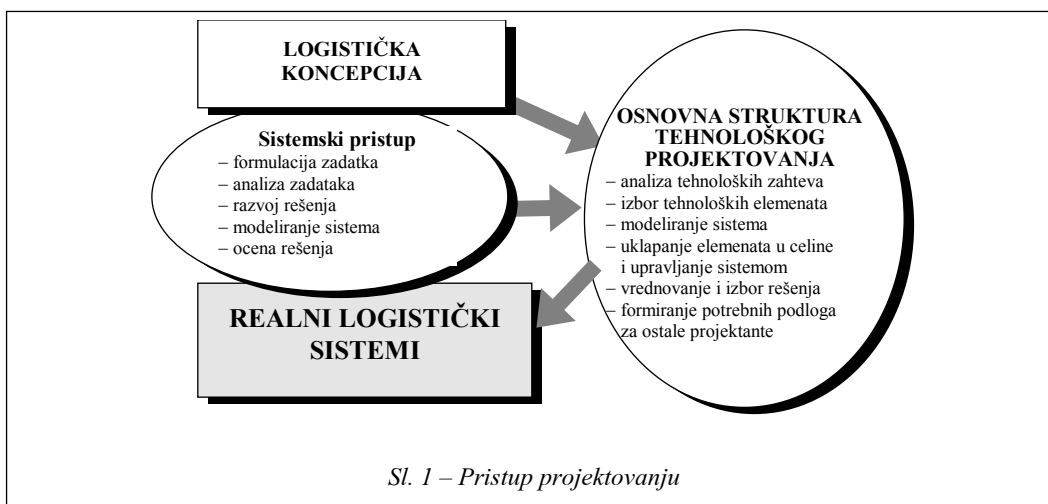 LOGISTIČKA
KONCEPCIJA
Sistemski pristup
– formulacija zadatka
– analiza zadataka
– razvoj rešenja
– modeliranje sistema
– ocena rešenja
REALNI LOGISTIČKI
SISTEMI
OSNOVNA STRUKTURA
TEHNOLOŠKOG
PROJEKTOVANJA
– analiza tehnoloških zahteva
– izbor tehnoloških elemenata
– modeliranje sistema
– uklapanje elemenata u celine
i upravljanje sistemom
– vrednovanje i izbor rešenja
– formiranje potrebnih podloga
za ostale projektante
Sl. 1 – Pristup projektovanju